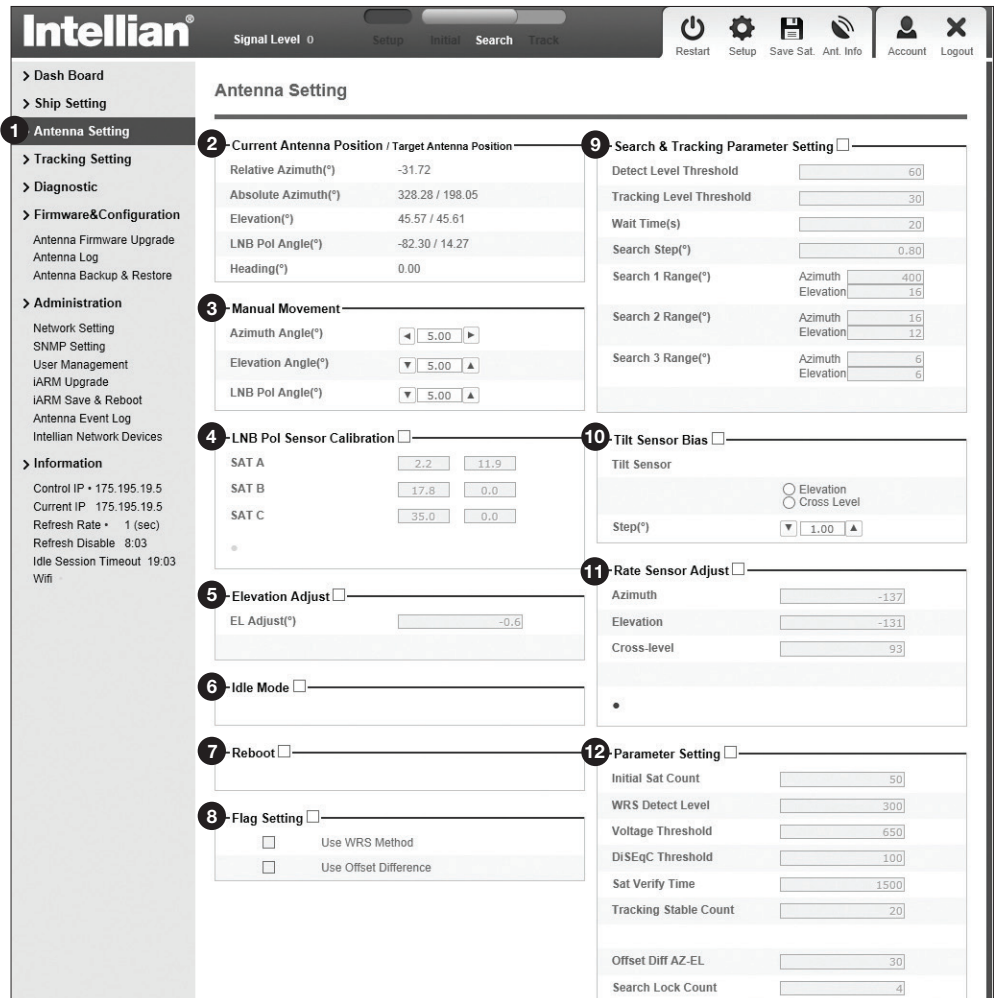 Intellian®
Signal Level 0
Setup Initial Search Track
Restart Setup Save Sat. Ant. Info Account Logout
> Dash Board
> Ship Setting
1 Antenna Setting
> Tracking Setting
> Diagnostic
> Firmware&Configuration
Antenna Firmware Upgrade
Antenna Log
Antenna Backup & Restore
> Administration
Network Setting
SNMP Setting
User Management
iARM Upgrade
iARM Save & Reboot
Antenna Event Log
Intellian Network Devices
> Information
Control IP • 175.195.19.5
Current IP 175.195.19.5
Refresh Rate • 1 (sec)
Refresh Disable 8:03
Idle Session Timeout 19:03
Wifi
Antenna Setting
2 Current Antenna Position / Target Antenna Position
Relative Azimuth(°) -31.72
Absolute Azimuth(°) 328.28 / 198.05
Elevation(°) 45.57 / 45.61
LNB Pol Angle(°) -82.30 / 14.27
Heading(°) 0.00
3 Manual Movement
Azimuth Angle(°) ◄ 5.00 ►
Elevation Angle(°) ▼ 5.00 ▲
LNB Pol Angle(°) ▼ 5.00 ▲
4 LNB Pol Sensor Calibration
SAT A 2.2 11.9
SAT B 17.8 0.0
SAT C 35.0 0.0
5 Elevation Adjust
EL Adjust(°) -0.6
6 Idle Mode
7 Reboot
8 Flag Setting
Use WRS Method
Use Offset Difference
9 Search & Tracking Parameter Setting
Detect Level Threshold 60
Tracking Level Threshold 30
Wait Time(s) 20
Search Step(°) 0.80
Search 1 Range(°) Azimuth 400
Elevation 16
Search 2 Range(°) Azimuth 16
Elevation 12
Search 3 Range(°) Azimuth 6
Elevation 6
10 Tilt Sensor Bias
Tilt Sensor
Elevation
Cross Level
Step(°) ▼ 1.00 ▲
11 Rate Sensor Adjust
Azimuth -137
Elevation -131
Cross-level 93
12 Parameter Setting
Initial Sat Count 50
WRS Detect Level 300
Voltage Threshold 650
DiSEqC Threshold 100
Sat Verify Time 1500
Tracking Stable Count 20
Offset Diff AZ-EL 30
Search Lock Count 4